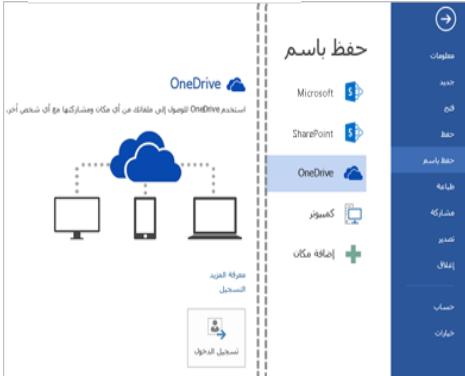 معلومات
جديد
فتح
حفظ
حفظ باسم
طباعة
مشاركة
تصدير
إغلاق
حساب
خيارات
حفظ باسم
Microsoft
SharePoint
OneDrive
كمبيوتر
إضافة مكان
OneDrive
استخدم OneDrive للوصول إلى ملفاتك من أي مكان ومشاركتها مع أي شخص آخر.
معرفة المزيد
التسجيل
تسجيل الدخول